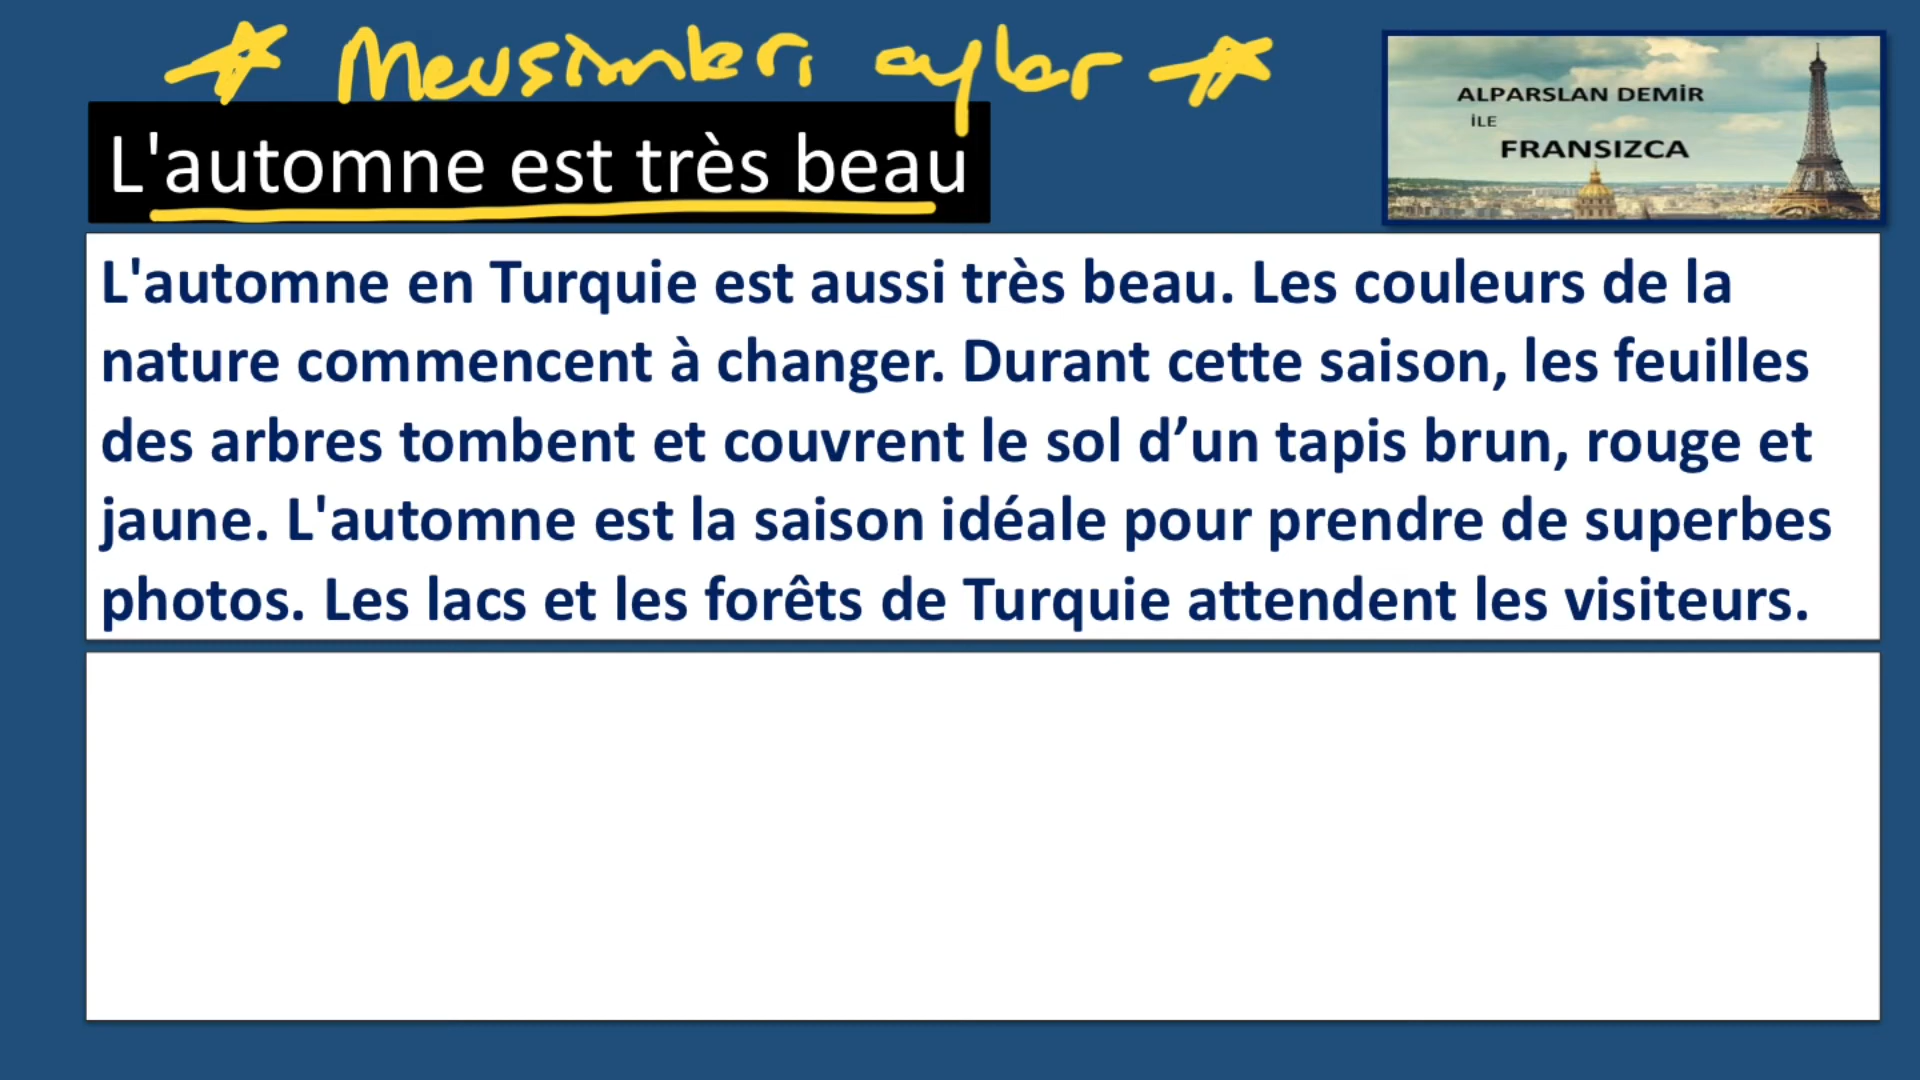 Mevsimleri aylar
ALPARSLAN DEMİR
İLE
FRANSIZCA
L'automne est très beau
L'automne en Turquie est aussi très beau. Les couleurs de la
nature commencent à changer. Durant cette saison, les feuilles
des arbres tombent et couvrent le sol d’un tapis brun, rouge et
jaune. L'automne est la saison idéale pour prendre de superbes
photos. Les lacs et les forêts de Turquie attendent les visiteurs.